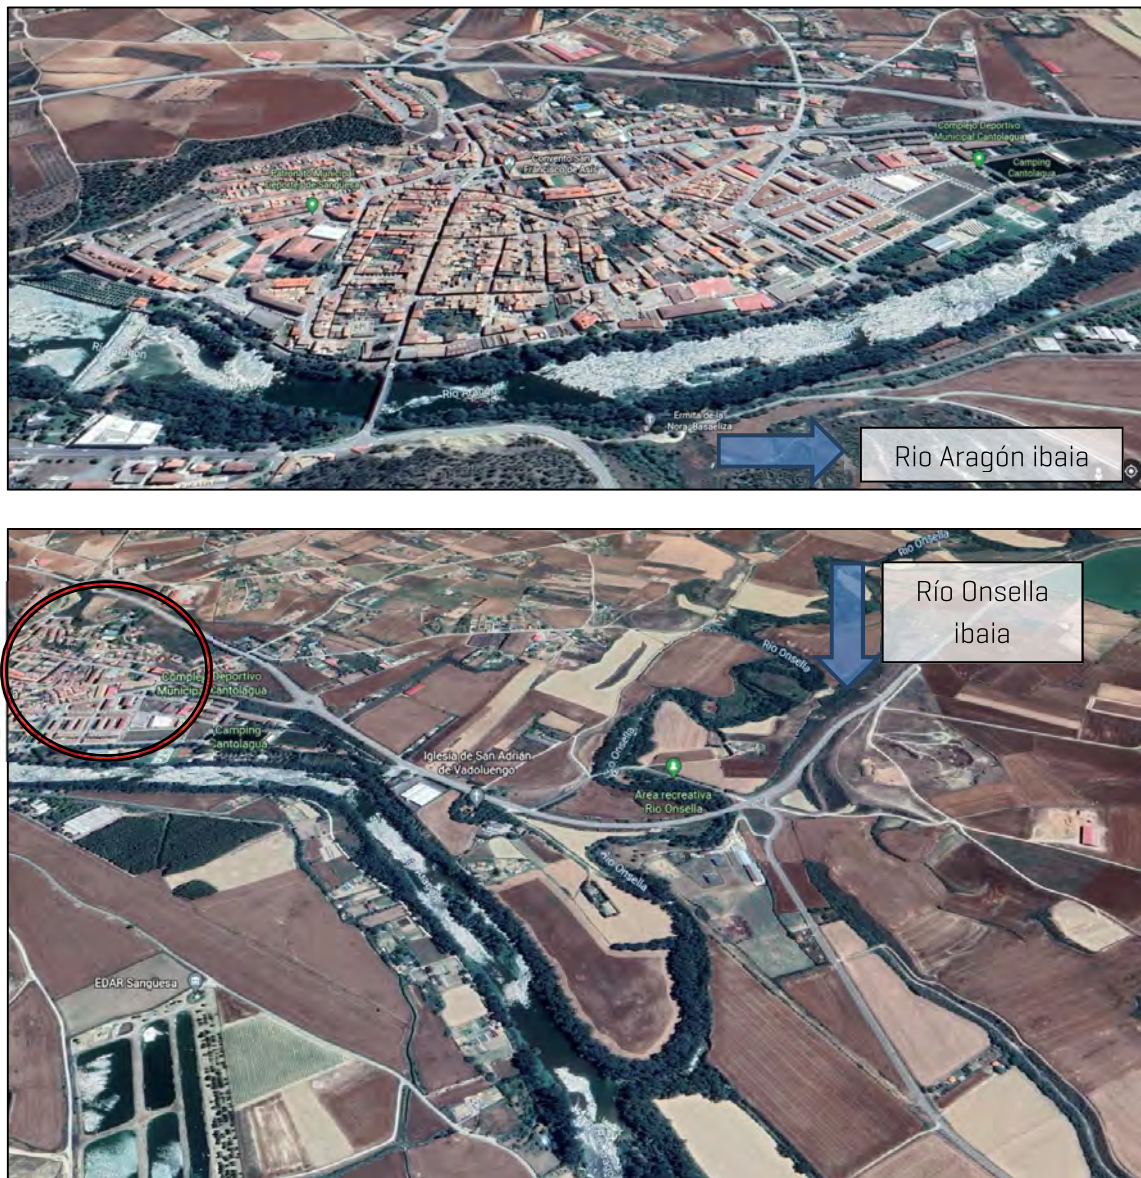 Complejo Deportivo
Municipal Cantolagua
Camping
Cantolagua
Convento San
Francisco de Asís
Patronato Municipal
Deportes de Sangüesa
Río Aragón
Ermita de la
Nora, Basaeliza
Rio Aragón ibaia
Río Onsella
Río Onsella
ibaia
Río Onsella
Complejo Deportivo
Municipal Cantolagua
Camping
Cantolagua
Iglesia de San Adrián
de Vadoluengo
Río Onsella
Área recreativa
Río Onsella
Río Onsella
EDAR Sangüesa